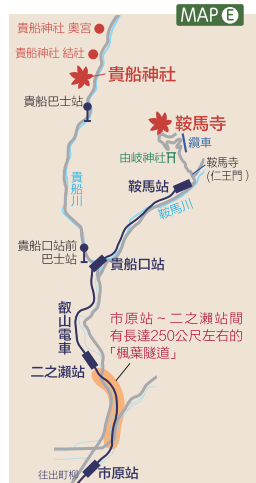 MAP E
貴船神社 奧宮
貴船神社 結社
貴船神社
貴船巴士站
鞍馬寺
纜車
由岐神社
鞍馬寺
(仁王門)
鞍馬站
貴船川
鞍馬川
貴船口站前
巴士站
貴船口站
叡山電車
市原站~二之瀨站間
有長達250公尺左右的
「楓葉隧道」
二之瀨站
往出町柳
市原站